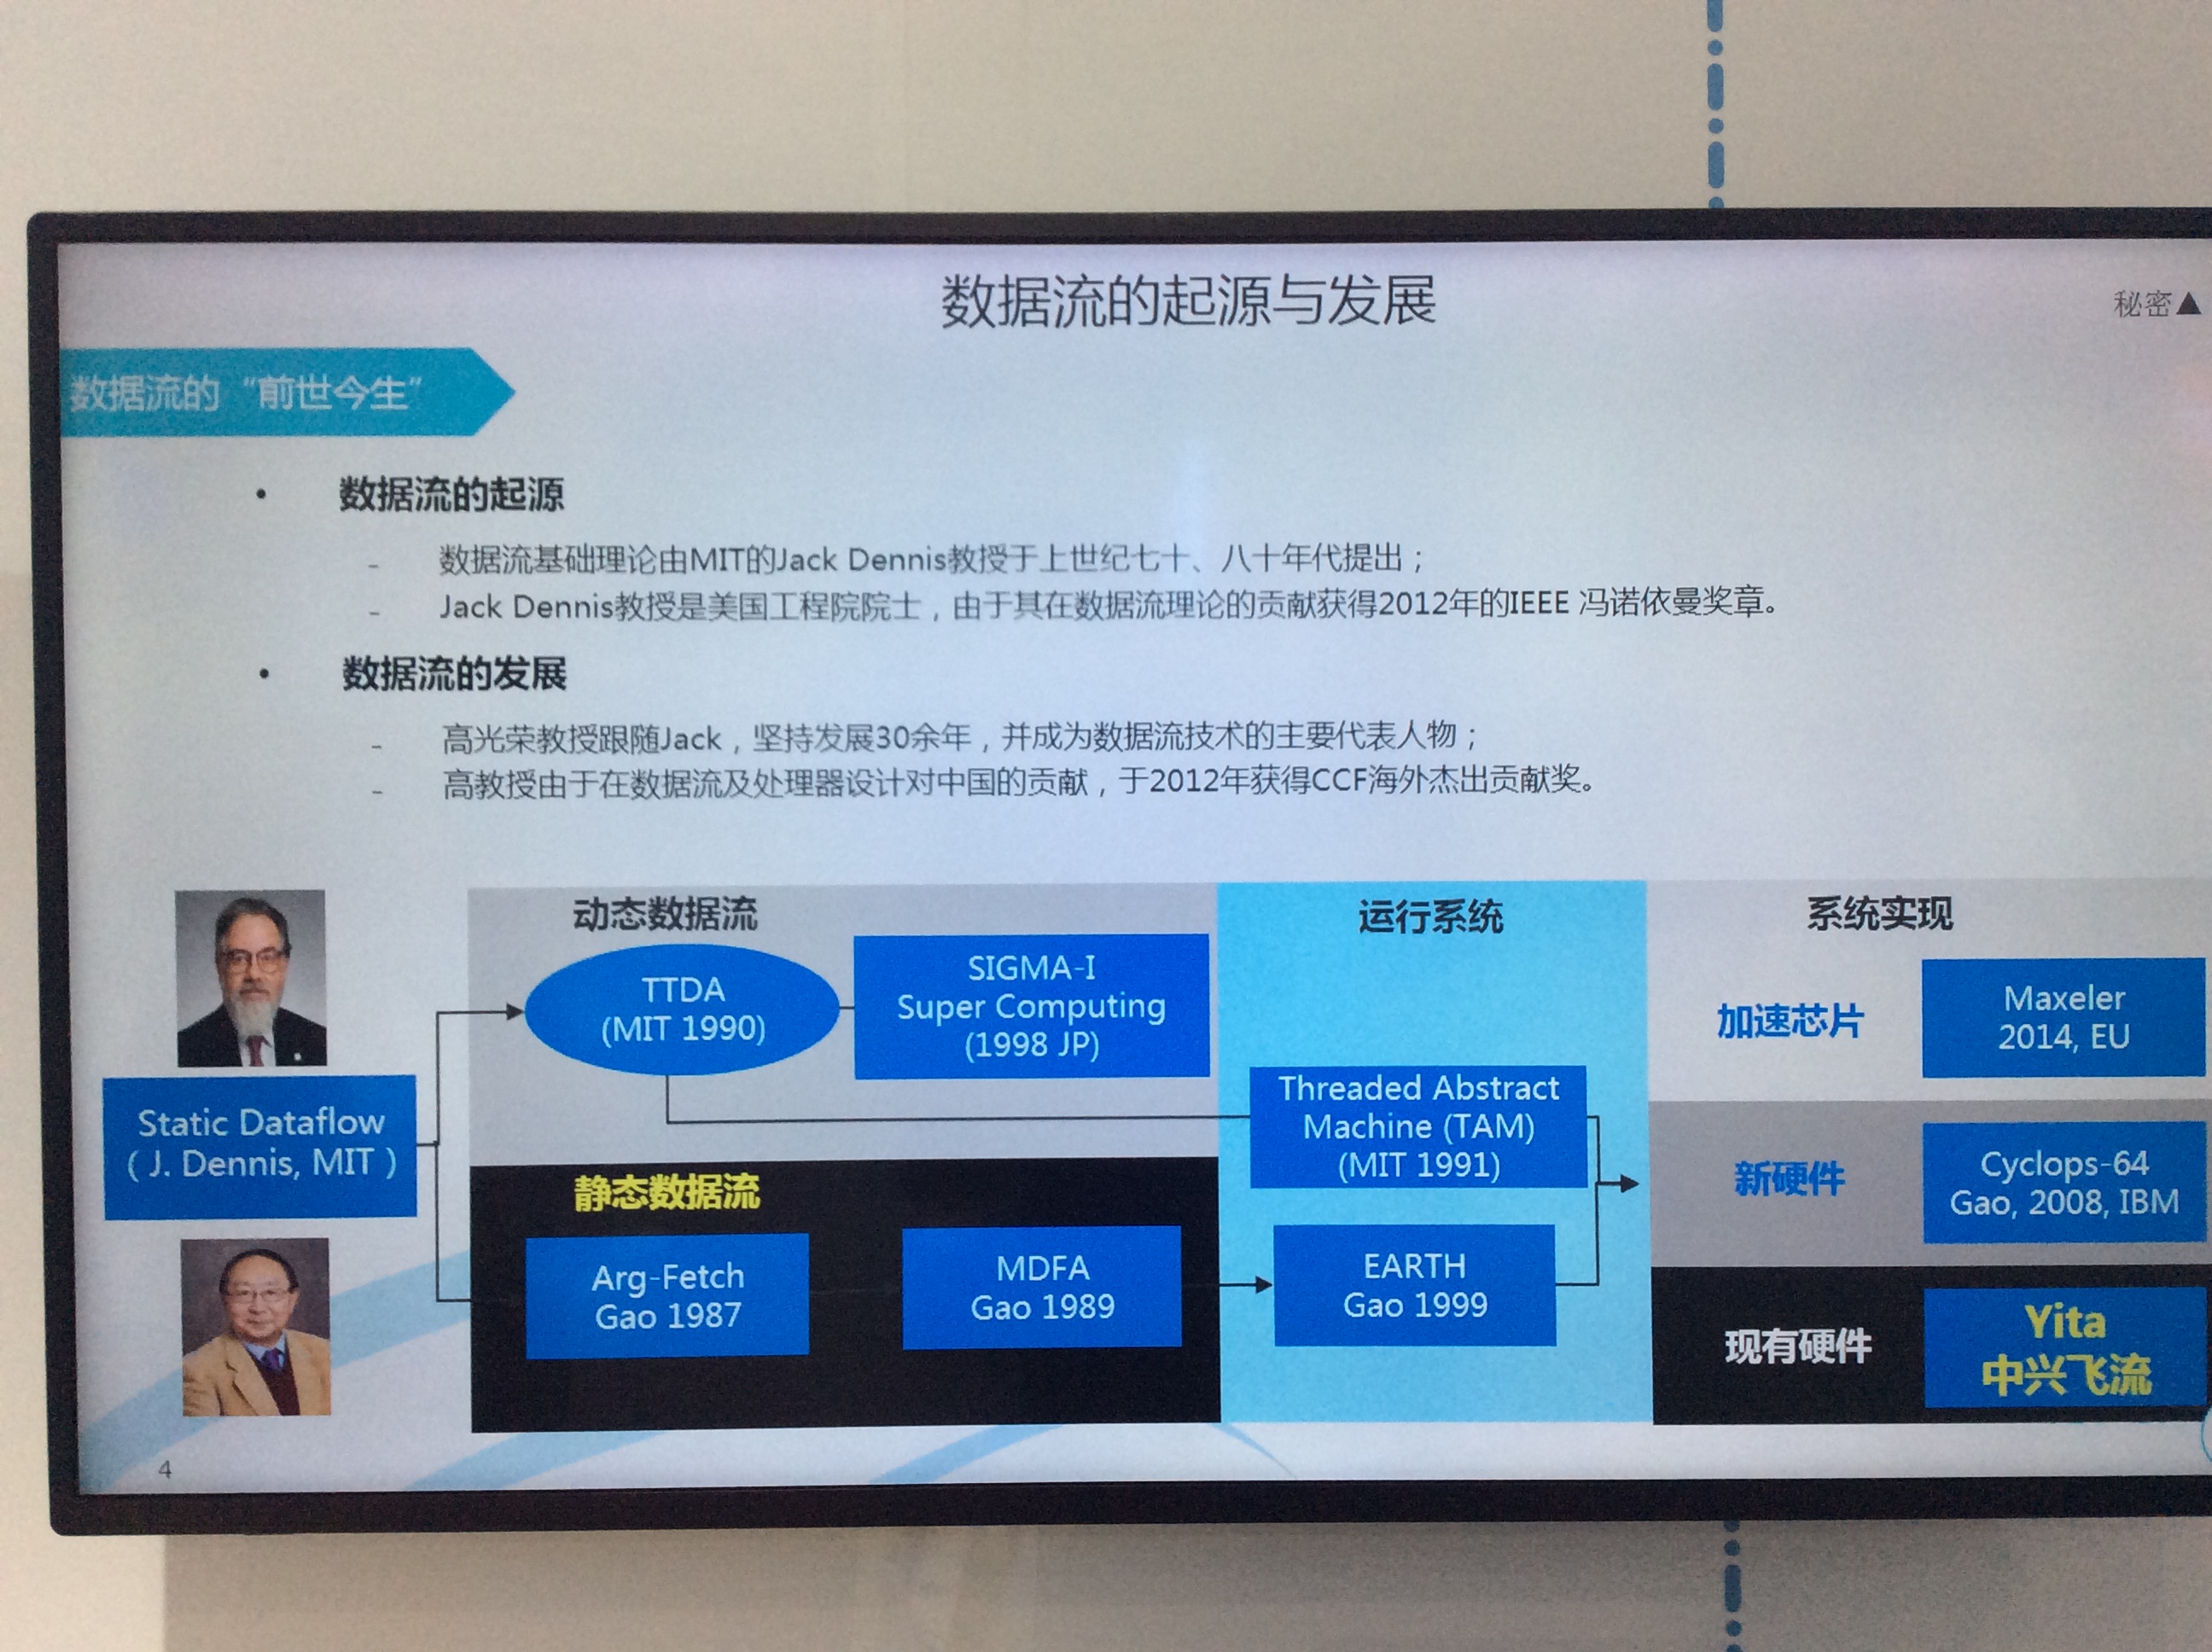 数据流的起源与发展
秘密▲
数据流的“前世今生”
• 数据流的起源
- 数据流基础理论由MIT的Jack Dennis教授于上世纪七十、八十年代提出；
- Jack Dennis教授是美国工程院院士，由于其在数据流理论的贡献获得2012年的IEEE 冯诺依曼奖章。
• 数据流的发展
- 高光荣教授跟随Jack，坚持发展30余年，并成为数据流技术的主要代表人物；
- 高教授由于在数据流及处理器设计对中国的贡献，于2012年获得CCF海外杰出贡献奖。
Static Dataflow
( J. Dennis, MIT )
动态数据流
TTDA
(MIT 1990)
SIGMA-I
Super Computing
(1998 JP)
静态数据流
Arg-Fetch
Gao 1987
MDFA
Gao 1989
运行系统
Threaded Abstract
Machine (TAM)
(MIT 1991)
EARTH
Gao 1999
系统实现
加速芯片
Maxeler
2014, EU
新硬件
Cyclops-64
Gao, 2008, IBM
现有硬件
Yita
中兴飞流
4